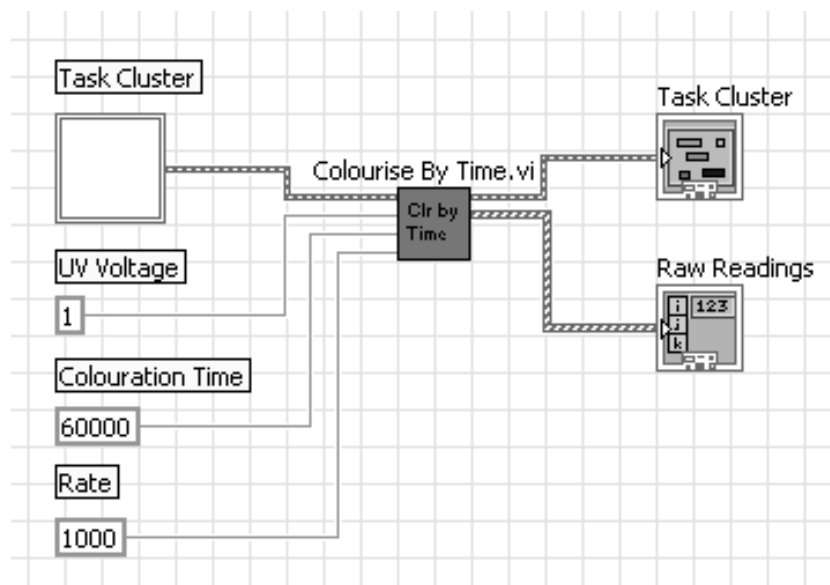 Task Cluster
Task Cluster
Colourise By Time.vi
Clr by
Time
UV Voltage
1
Raw Readings
i 123
j
k
Colouration Time
60000
Rate
1000